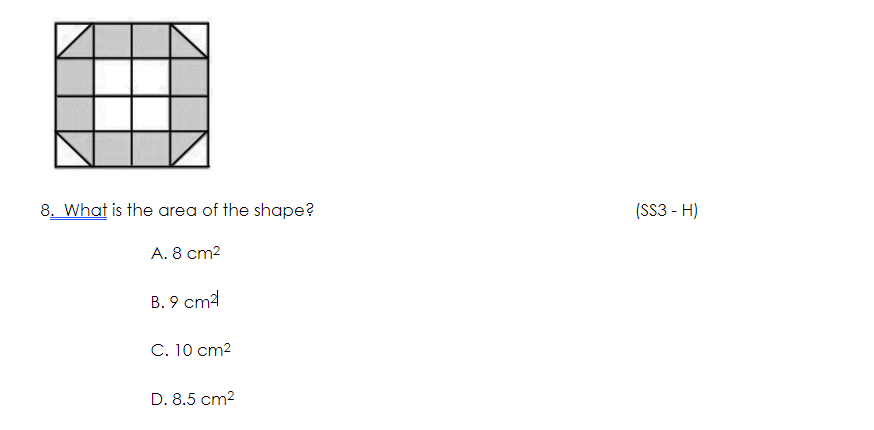 8. What is the area of the shape? (SS3 - H)
A. 8 cm2
B. 9 cm2
C. 10 cm2
D. 8.5 cm2